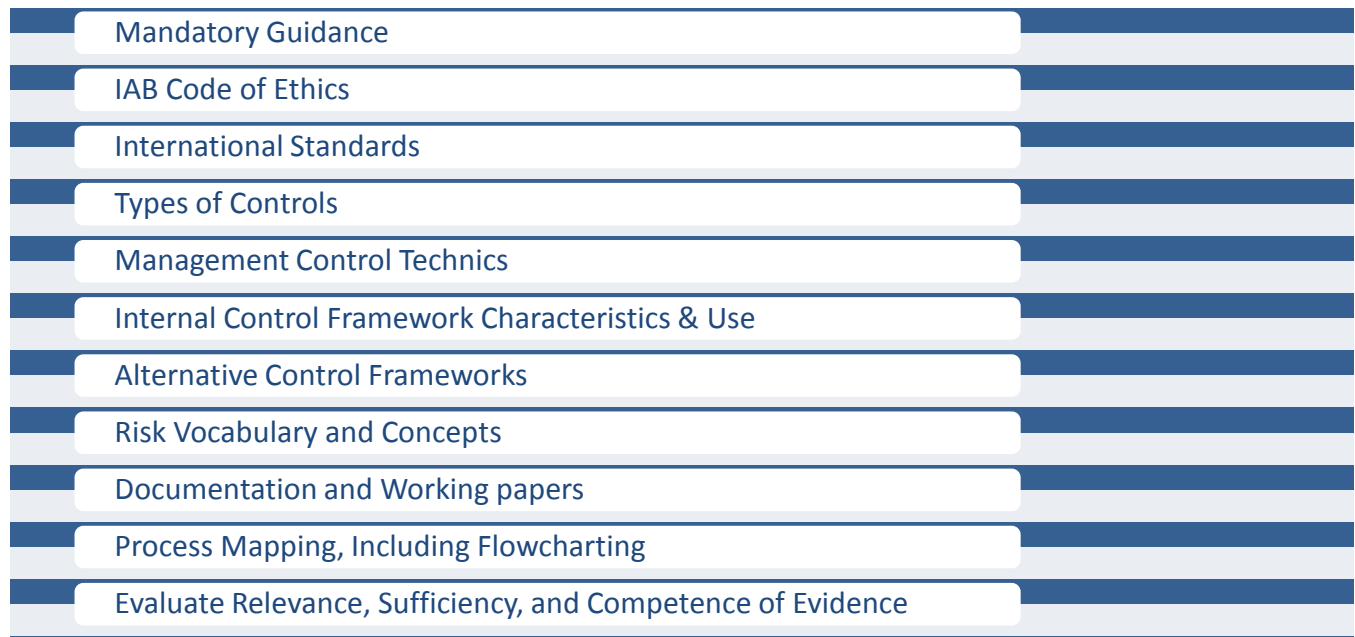 Mandatory Guidance
IAB Code of Ethics
International Standards
Types of Controls
Management Control Technics
Internal Control Framework Characteristics & Use
Alternative Control Frameworks
Risk Vocabulary and Concepts
Documentation and Working papers
Process Mapping, Including Flowcharting
Evaluate Relevance, Sufficiency, and Competence of Evidence